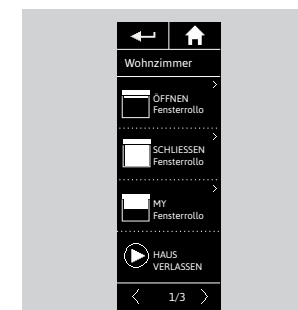 Wohnzimmer
ÖFFNEN
Fensterrollo
SCHLIESSEN
Fensterrollo
MY
Fensterrollo
HAUS
VERLASSEN
1/3